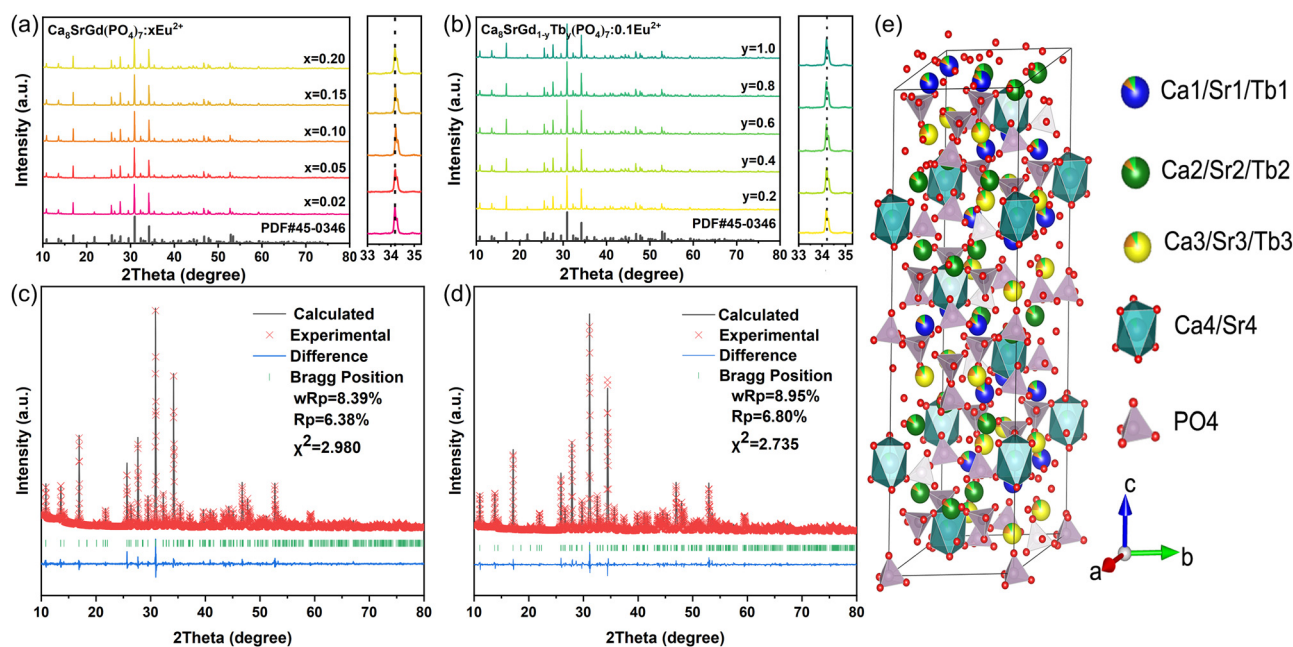 (a)
Ca₈SrGd(PO₄)₇:xEu²⁺
x=0.20
x=0.15
x=0.10
x=0.05
x=0.02
PDF#45-0346
Intensity (a.u.)
10 20 30 40 50 60 70 80
33 34 35
2Theta (degree)
(b)
Ca₈SrGd₁₋yTby(PO₄)₇:0.1Eu²⁺
y=1.0
y=0.8
y=0.6
y=0.4
y=0.2
PDF#45-0346
Intensity (a.u.)
10 20 30 40 50 60 70 80
33 34 35
2Theta (degree)
(c)
Calculated
Experimental
Difference
Bragg Position
wRp=8.39%
Rp=6.38%
χ²=2.980
Intensity (a.u.)
10 20 30 40 50 60 70 80
2Theta (degree)
(d)
Calculated
Experimental
Difference
Bragg Position
wRp=8.95%
Rp=6.80%
χ²=2.735
Intensity (a.u.)
10 20 30 40 50 60 70 80
2Theta (degree)
(e)
Ca1/Sr1/Tb1
Ca2/Sr2/Tb2
Ca3/Sr3/Tb3
Ca4/Sr4
PO4
c
a
b